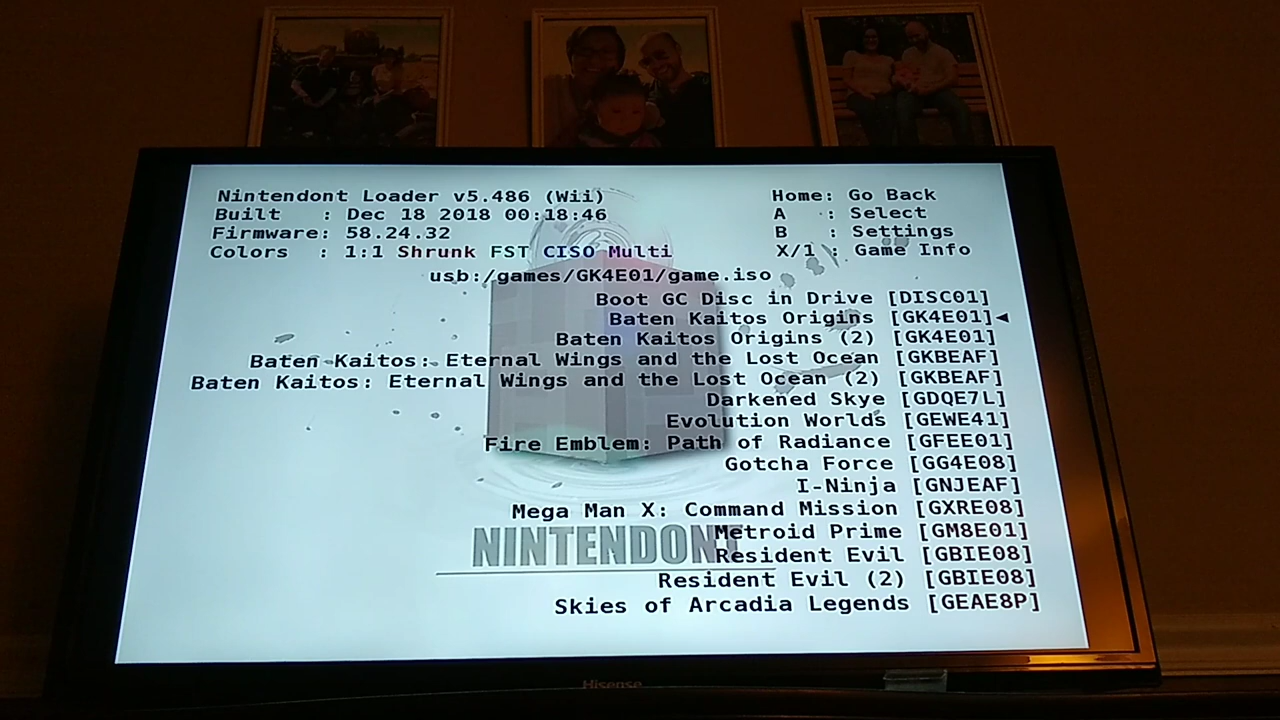 Nintendont Loader v5.486 (Wii)
Home: Go Back
Built : Dec 18 2018 00:18:46
A : Select
Firmware: 58.24.32
B : Settings
Colors : 1:1 Shrunk FST CISO Multi
X/1 : Game Info
usb:/games/GK4E01/game.iso
Boot GC Disc in Drive [DISC01]
Baten Kaitos Origins [GK4E01]◄
Baten Kaitos Origins (2) [GK4E01]
Baten Kaitos: Eternal Wings and the Lost Ocean [GKBEAF]
Baten Kaitos: Eternal Wings and the Lost Ocean (2) [GKBEAF]
Darkened Skye [GDQE7L]
Evolution Worlds [GEWE41]
Fire Emblem: Path of Radiance [GFEE01]
Gotcha Force [GG4E08]
I-Ninja [GNJEAF]
Mega Man X: Command Mission [GXRE08]
Metroid Prime [GM8E01]
NINTENDONT
Resident Evil [GBIE08]
Resident Evil (2) [GBIE08]
Skies of Arcadia Legends [GEAE8P]
Hisense